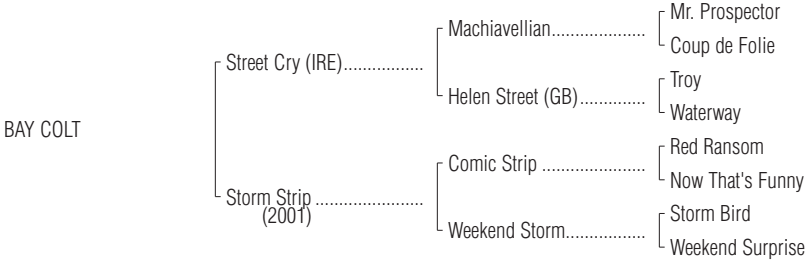 Mr. Prospector
Machiavellian....................
Coup de Folie
Street Cry (IRE).................
Troy
Helen Street (GB)..............
Waterway
BAY COLT
Red Ransom
Comic Strip ......................
Now That's Funny
Storm Strip .......................
(2001)
Storm Bird
Weekend Storm.................
Weekend Surprise